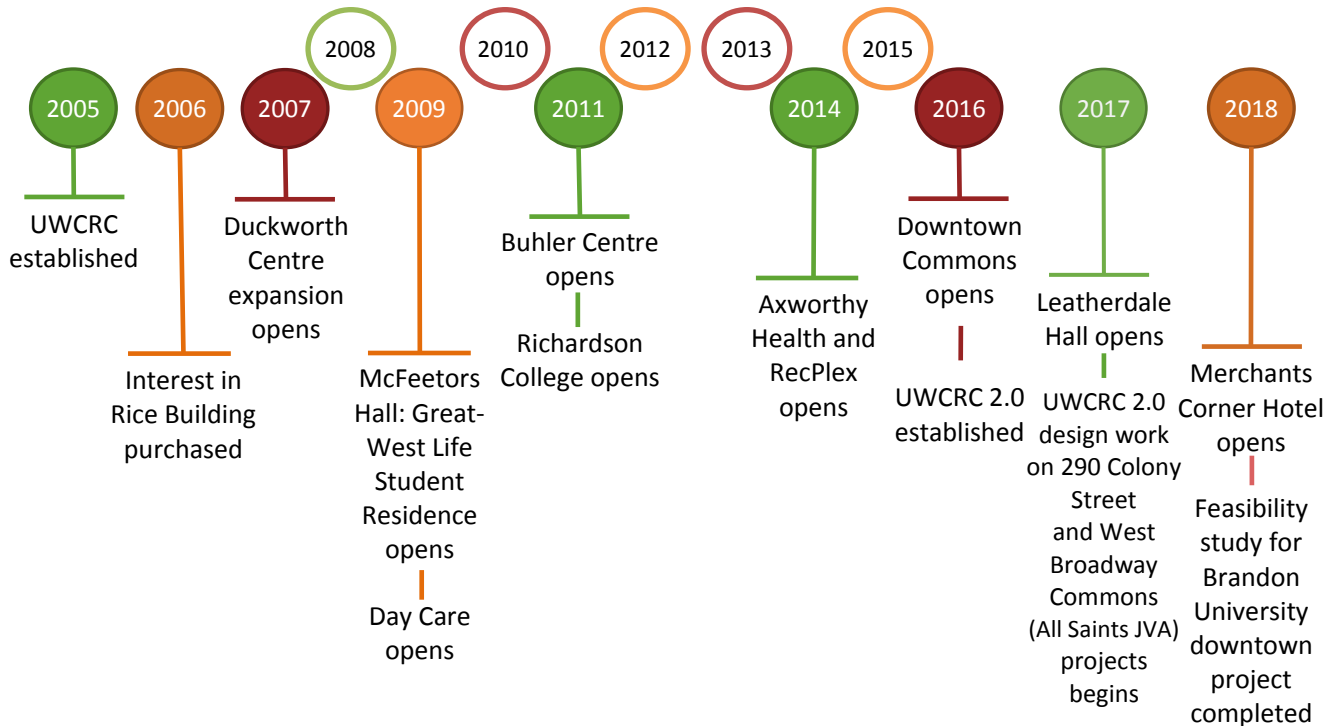 2008
2010
2012
2013
2015
2005
2006
2007
2009
2011
2014
2016
2017
2018
UWCRC
established
Interest in
Rice Building
purchased
Duckworth
Centre
expansion
opens
McFeetors
Hall: Great-
West Life
Student
Residence
opens
Day Care
opens
Buhler Centre
opens
Richardson
College opens
Axworthy
Health and
RecPlex
opens
Downtown
Commons
opens
UWCRC 2.0
established
Leatherdale
Hall opens
UWCRC 2.0
design work
on 290 Colony
Street
and West
Broadway
Commons
(All Saints JVA)
projects
begins
Merchants
Corner Hotel
opens
Feasibility
study for
Brandon
University
downtown
project
completed